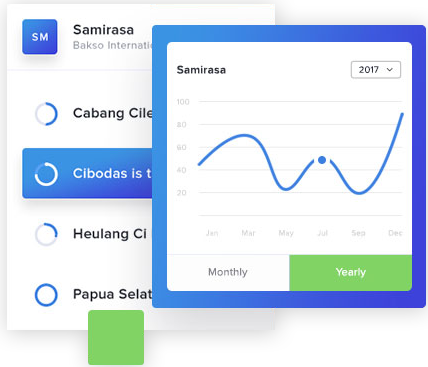 SM
Samirasa
Bakso Internatio
Cabang Cile
Cibodas is t
Heulang Ci
Papua Selat
Samirasa
2017
100
80
60
40
20
Jan Mar May Jul Sep Dec
Monthly Yearly